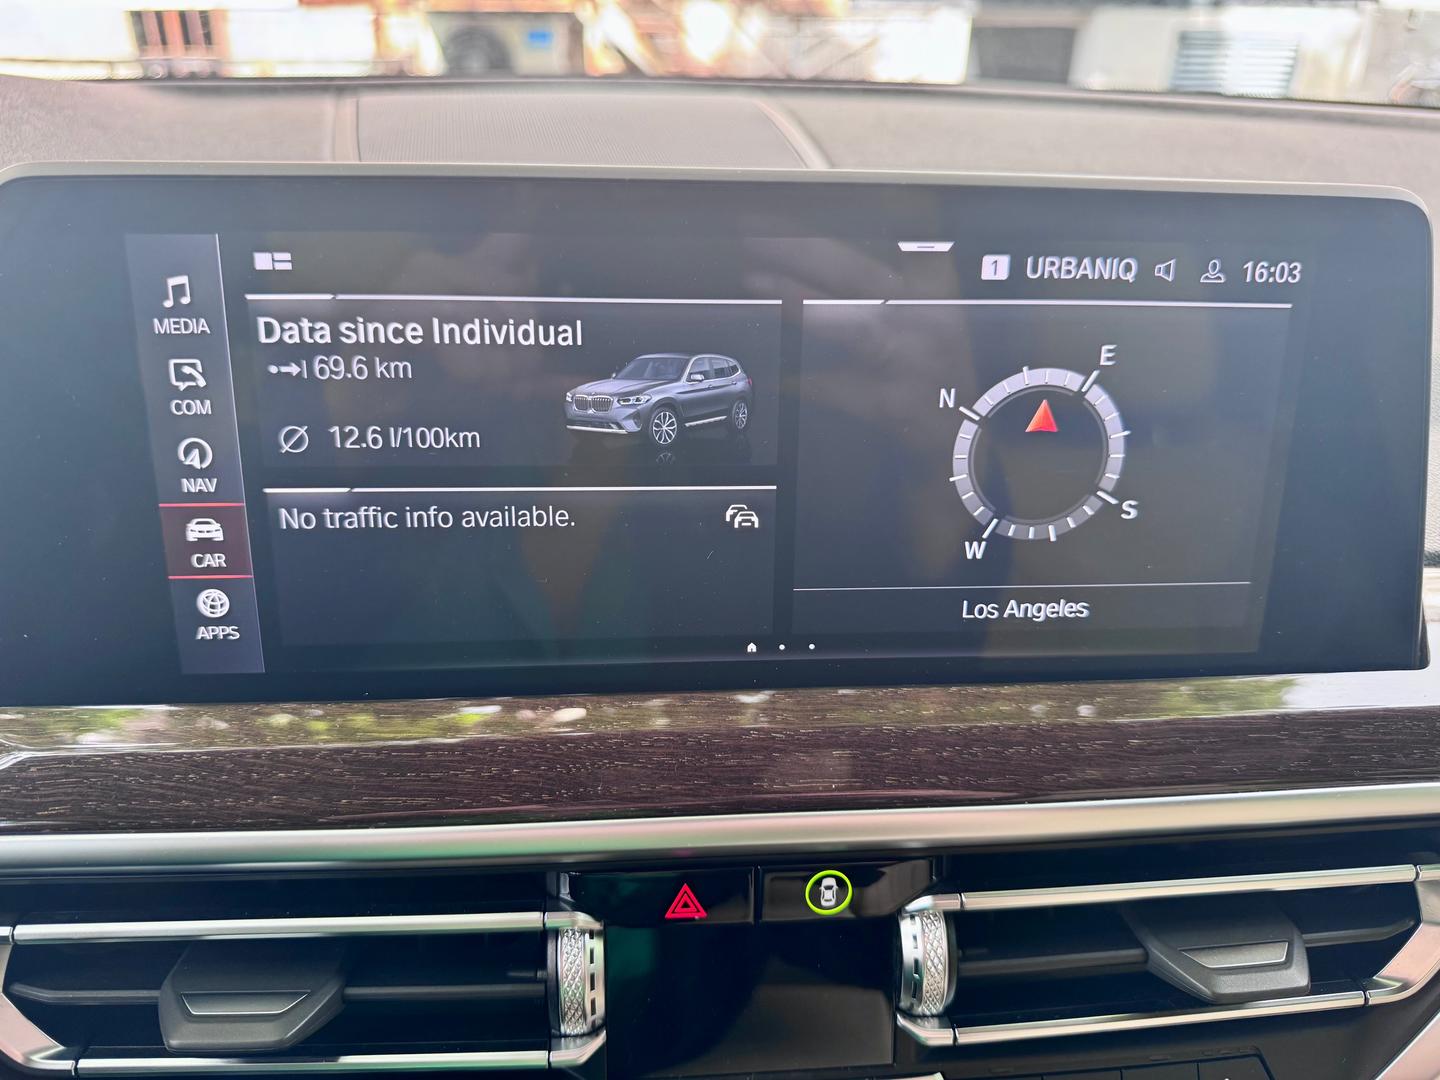 1 URBANIQ 16:03
MEDIA
COM
NAV
CAR
APPS
Data since Individual
69.6 km
Ø 12.6 l/100km
No traffic info available.
N
E
S
W
Los Angeles